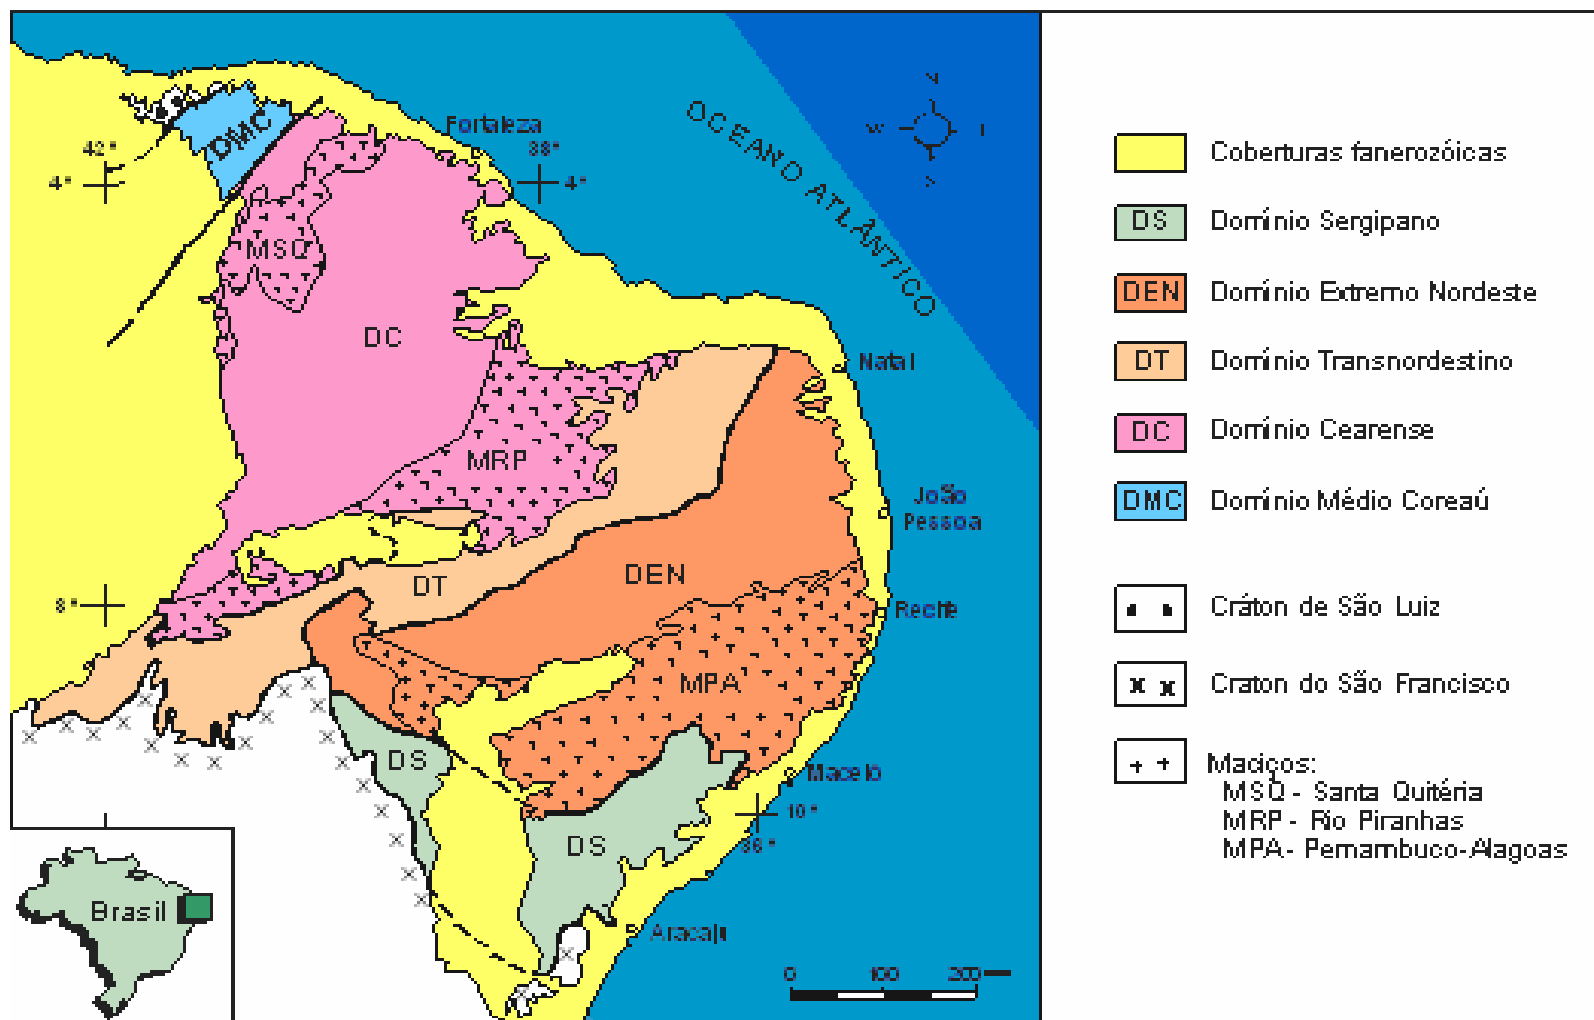 Fortaleza
42°
38°
4°
4°
DMC
MSQ
DC
OCEANO ATLÂNTICO
N
W
Natal
MRP
João
Pessoa
DT
DEN
8°
Recife
MPA
DS
Maceió
10°
36°
DS
Aracaju
Brasil
0 100 200
Coberturas fanerozóicas
DS Domínio Sergipano
DEN Domínio Extremo Nordeste
DT Domínio Transnordestino
DC Domínio Cearense
DMC Domínio Médio Coreaú
Cráton de São Luiz
Craton do São Francisco
Maciços:
MSQ - Santa Quitéria
MRP - Rio Piranhas
MPA - Pernambuco-Alagoas